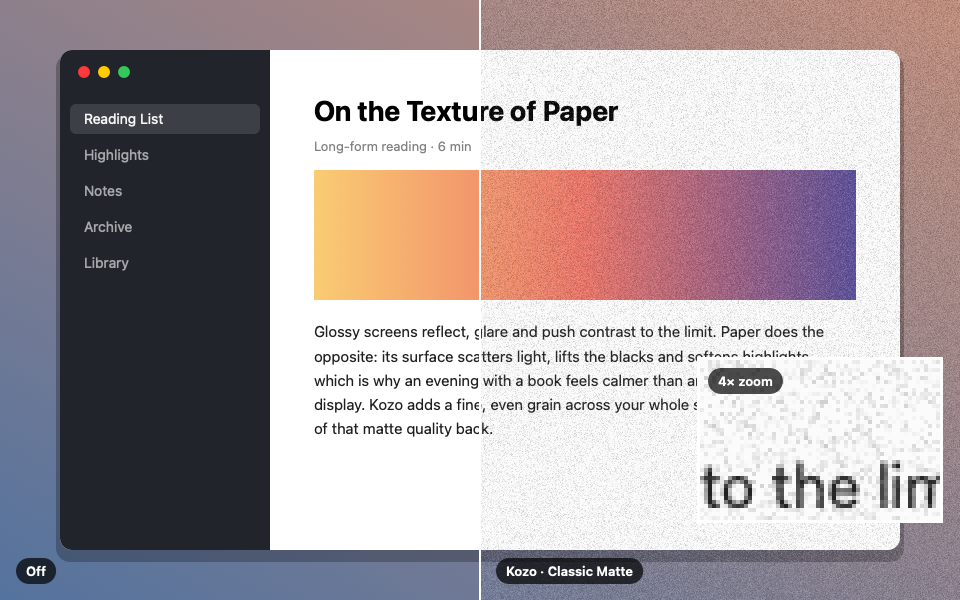 Reading List
Highlights
Notes
Archive
Library
On the Texture of Paper
Long-form reading · 6 min
Glossy screens reflect, glare and push contrast to the limit. Paper does the
opposite: its surface scatters light, lifts the blacks and softens highlights,
which is why an evening with a book feels calmer than
display. Kozo adds a fine, even grain across your whole
of that matte quality back.
4× zoom
to the lim
Off
Kozo · Classic Matte